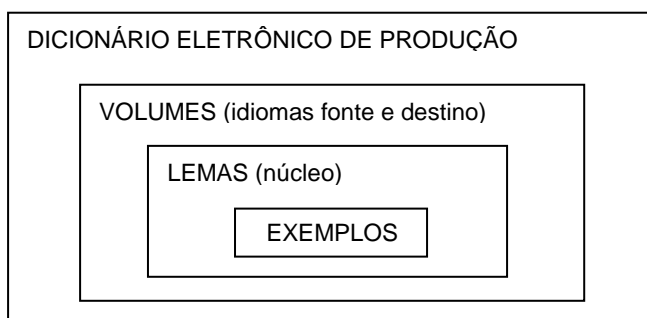 DICIONÁRIO ELETRÔNICO DE PRODUÇÃO
VOLUMES (idiomas fonte e destino)
LEMAS (núcleo)
EXEMPLOS